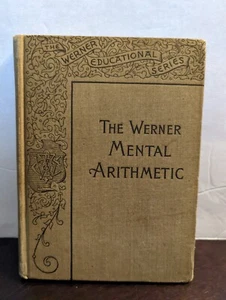 THE WERNER
EDUCATIONAL
SERIES
THE WERNER
MENTAL
ARITHMETIC